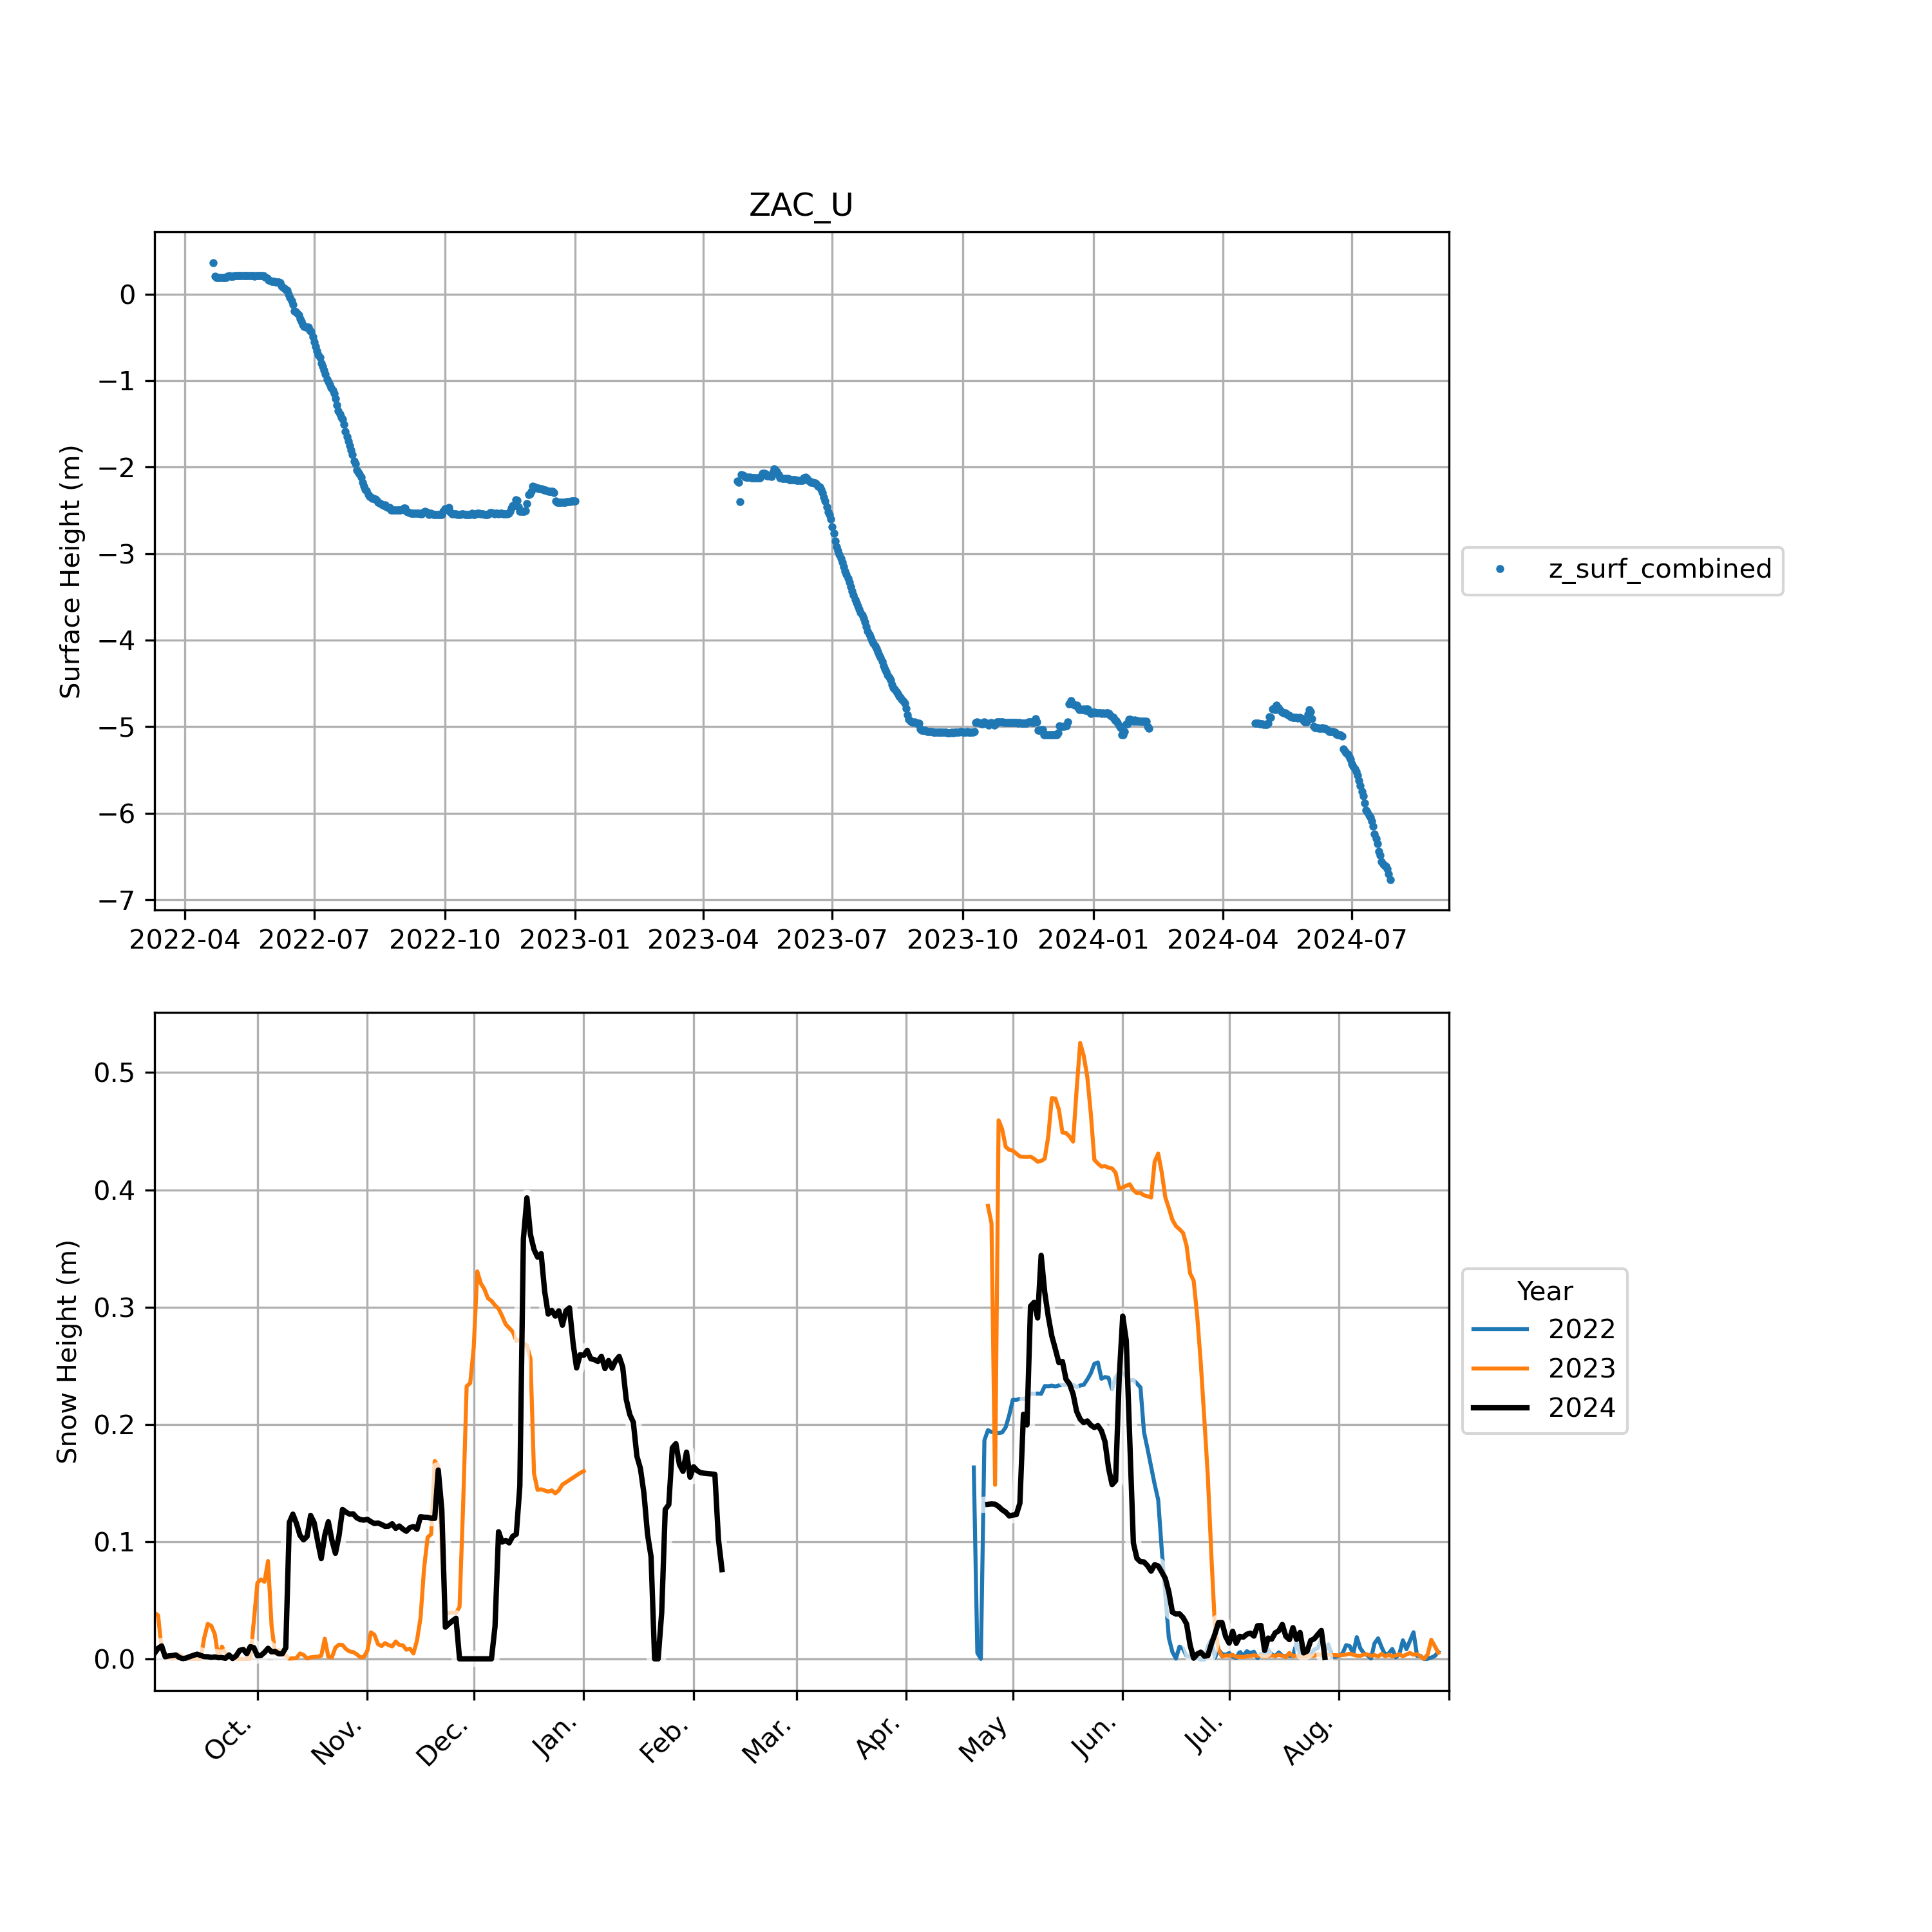 ZAC_U
Surface Height (m)
0
−1
−2
−3
−4
−5
−6
−7
2022-04 2022-07 2022-10 2023-01 2023-04 2023-07 2023-10 2024-01 2024-04 2024-07
z_surf_combined
Snow Height (m)
0.5
0.4
0.3
0.2
0.1
0.0
Oct. Nov. Dec. Jan. Feb. Mar. Apr. May Jun. Jul. Aug.
Year
2022
2023
2024